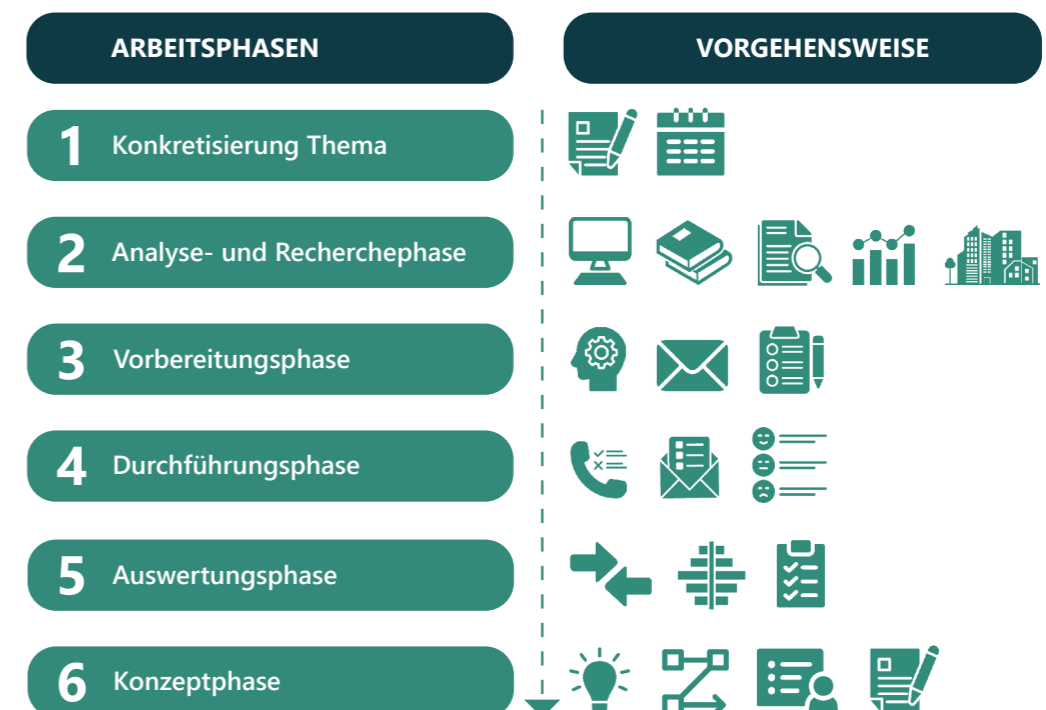 ARBEITSPHASEN
VORGEHENSWEISE
1 Konkretisierung Thema
2 Analyse- und Recherchephase
3 Vorbereitungsphase
4 Durchführungsphase
5 Auswertungsphase
6 Konzeptphase